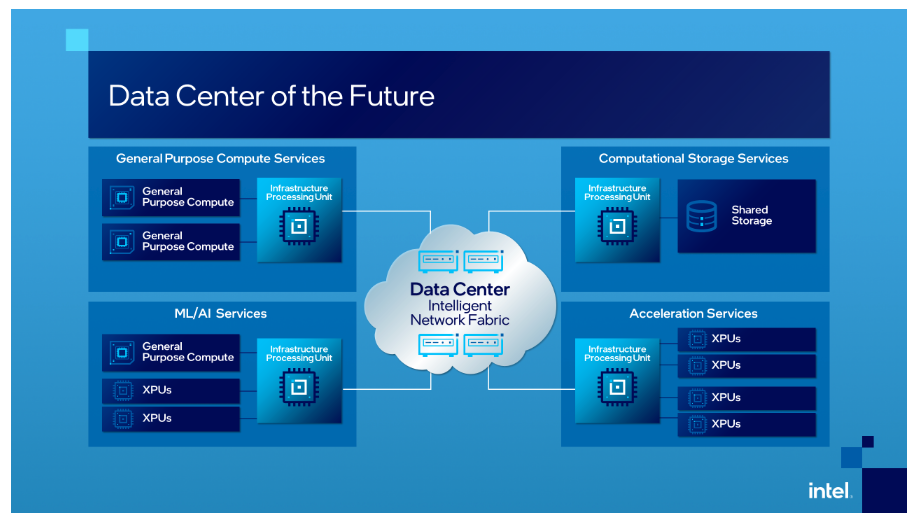 Data Center of the Future
General Purpose Compute Services
General
Purpose Compute
General
Purpose Compute
Infrastructure
Processing Unit
Computational Storage Services
Infrastructure
Processing Unit
Shared
Storage
Data Center
Intelligent
Network Fabric
ML/AI Services
General
Purpose Compute
XPUs
XPUs
Infrastructure
Processing Unit
Acceleration Services
Infrastructure
Processing Unit
XPUs
XPUs
XPUs
XPUs
intel.